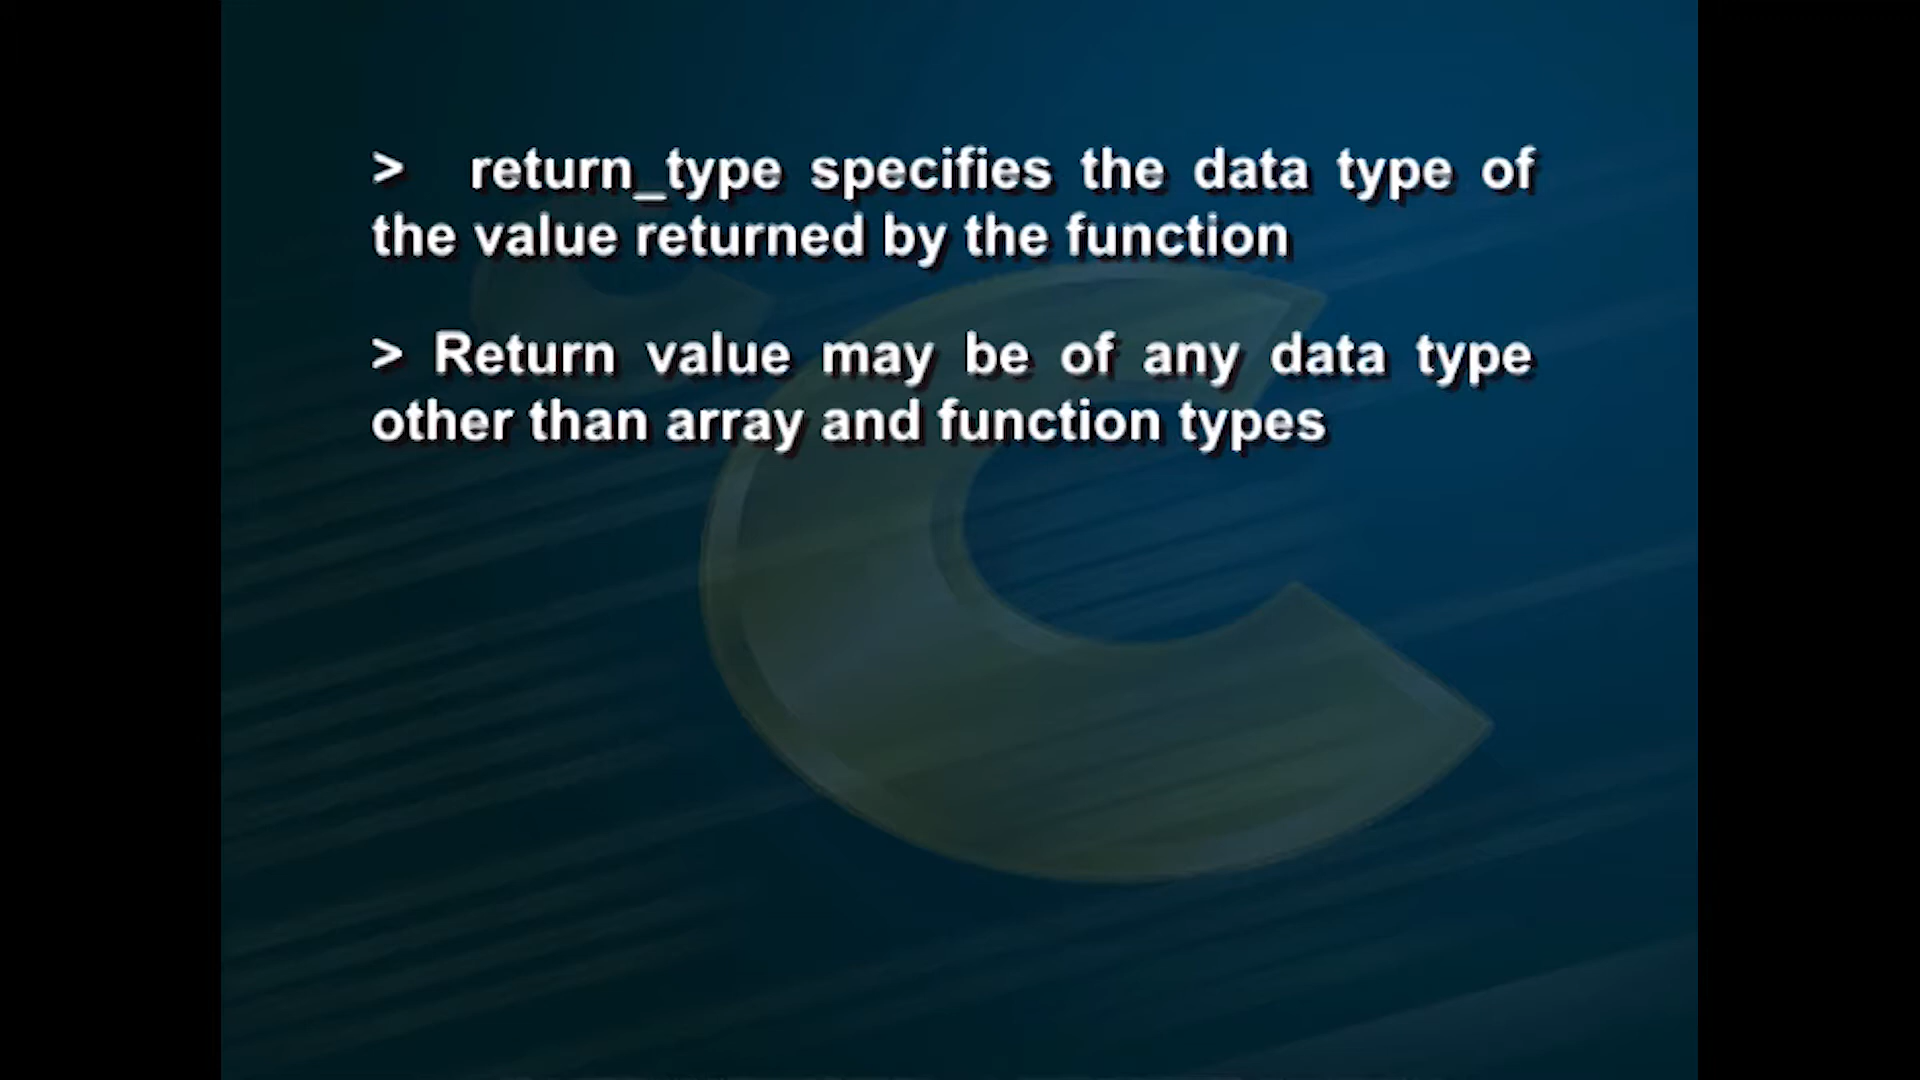 > return_type specifies the data type of
the value returned by the function
> Return value may be of any data type
other than array and function types